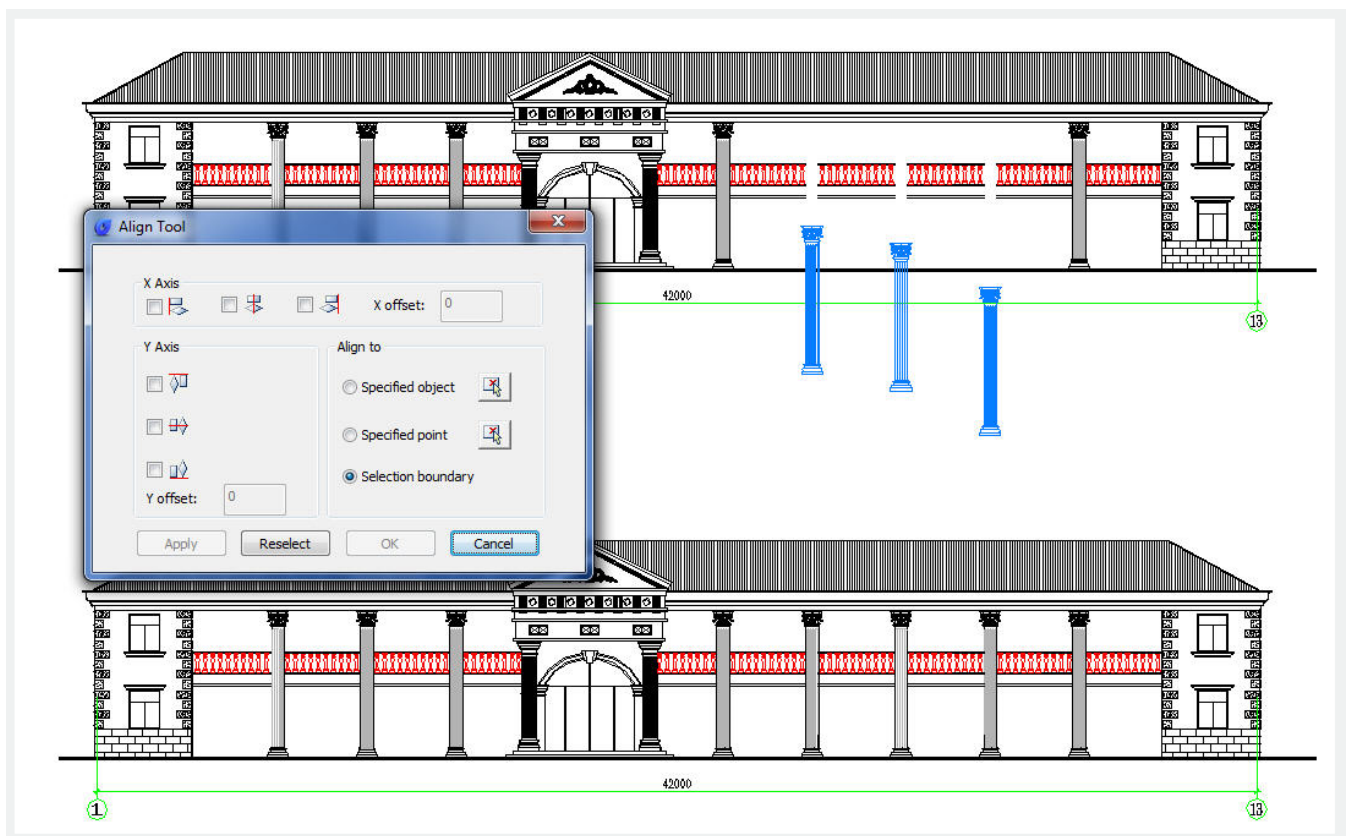 Align Tool
X Axis
X offset: 0
Y Axis
Align to
Specified object
Specified point
Selection boundary
Y offset: 0
Apply Reselect OK Cancel
42000
13
42000
1
13